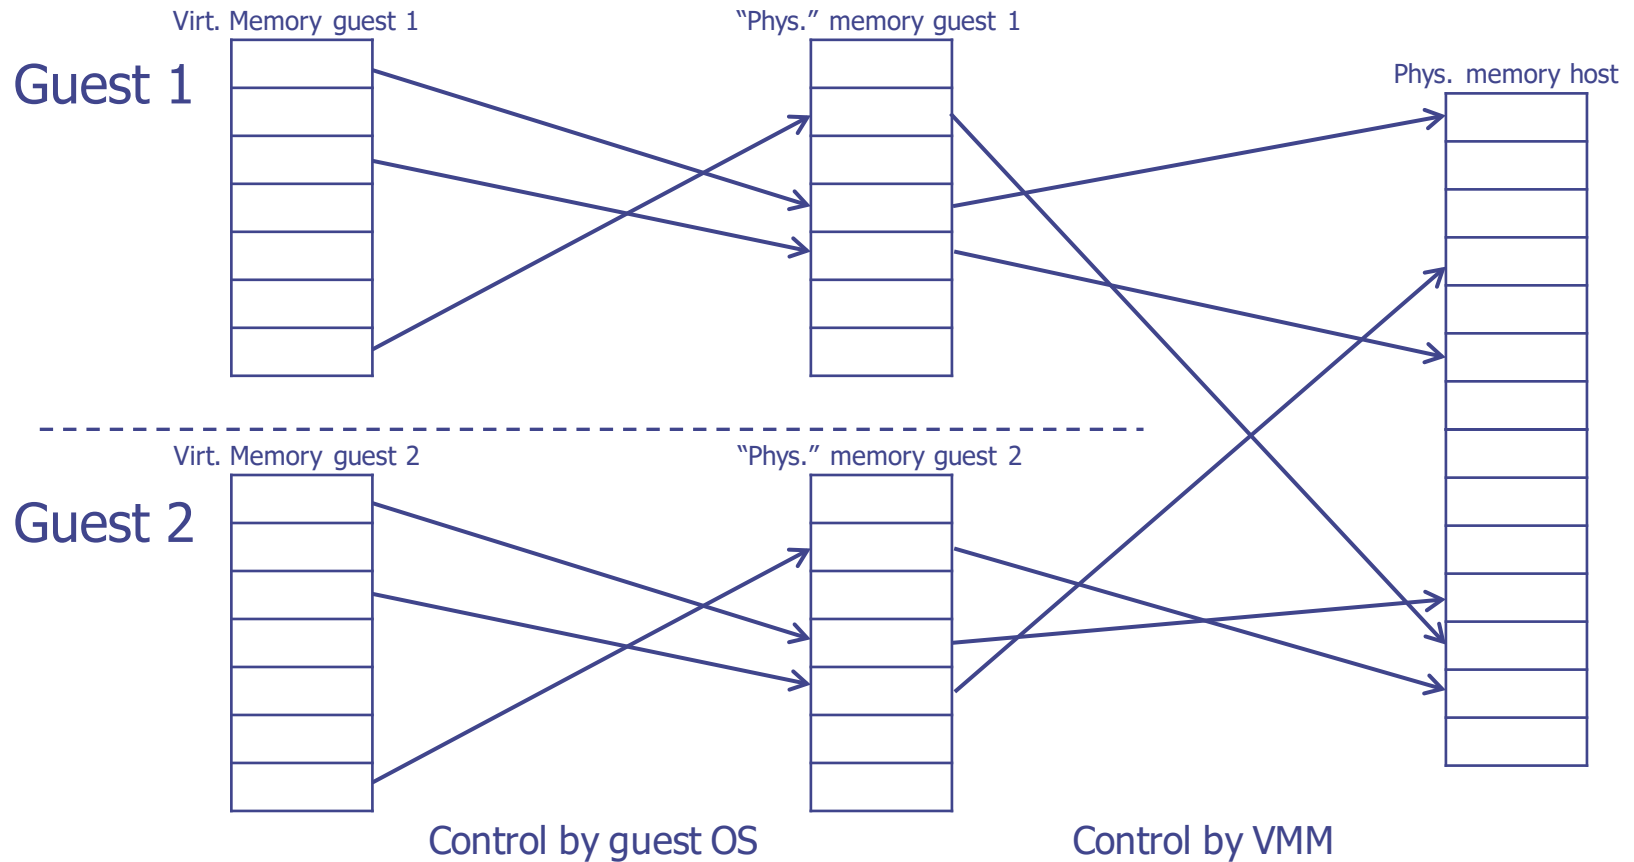 Virt. Memory guest 1
“Phys.” memory guest 1
Guest 1
Phys. memory host
Virt. Memory guest 2
“Phys.” memory guest 2
Guest 2
Control by guest OS
Control by VMM